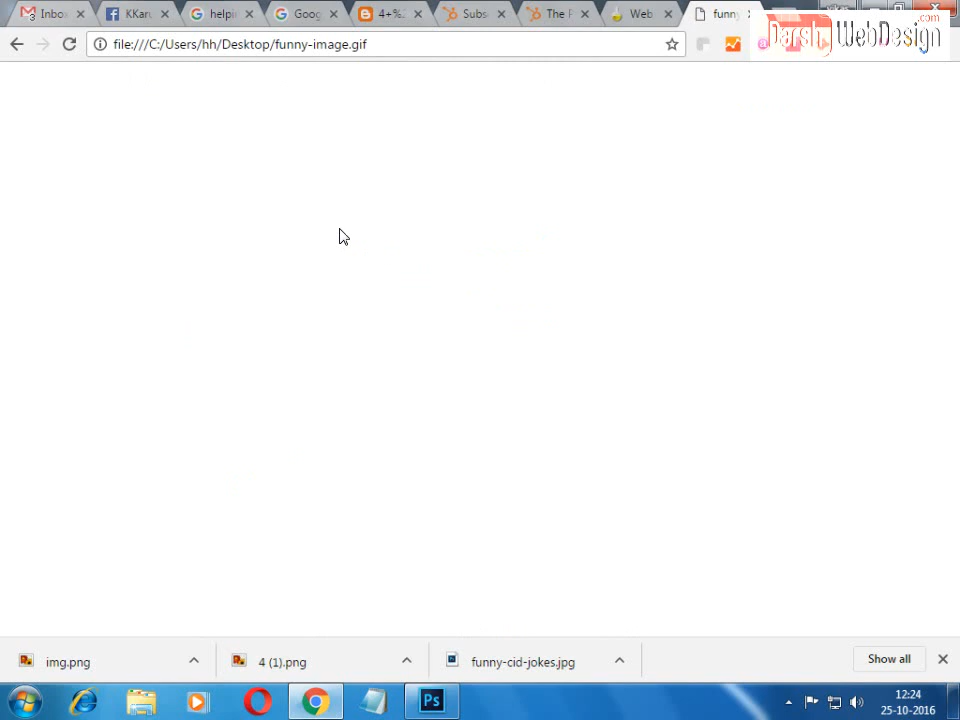 Inbox
KKar
helpi
Goog
4+%
Subs
The P
Web
funny
file:///C:/Users/hh/Desktop/funny-image.gif
Darsh WebDesign
.com
img.png
4 (1).png
funny-cid-jokes.jpg
Show all
Ps
12:24
25-10-2016